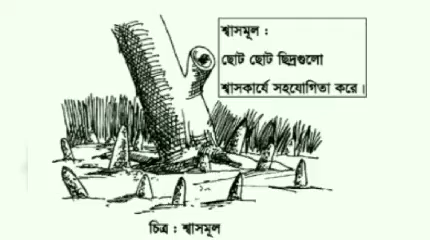 শ্বাসমূল :
ছোট ছোট ছিদ্রগুলো
শ্বাসকার্যে সহযোগিতা করে।
চিত্র : শ্বাসমূল